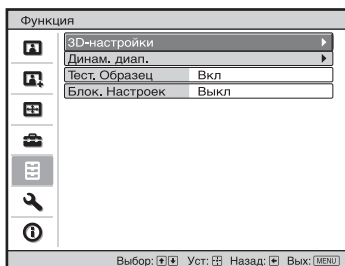 Функция
3D-настройки
Динам. диап.
Тест. Образец Вкл
Блок. Настроек Выкл
Выбор: Уст: Назад: Вых: MENU